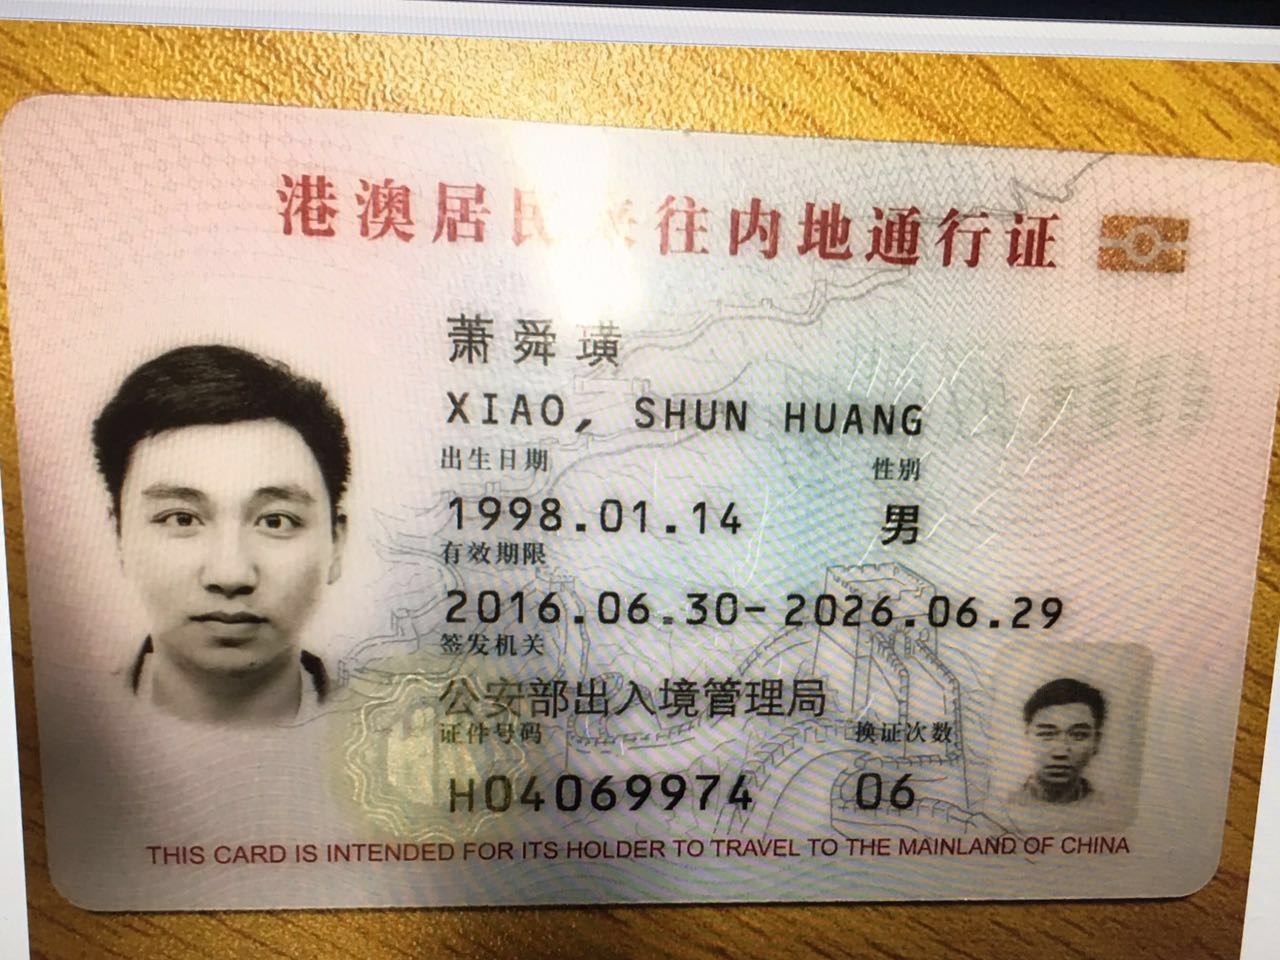 港澳居民来往内地通行证
萧舜璜
XIAO, SHUN HUANG
出生日期 性别
1998.01.14 男
有效期限
2016.06.30-2026.06.29
签发机关
公安部出入境管理局
证件号码 换证次数
H04069974 06
THIS CARD IS INTENDED FOR ITS HOLDER TO TRAVEL TO THE MAINLAND OF CHINA